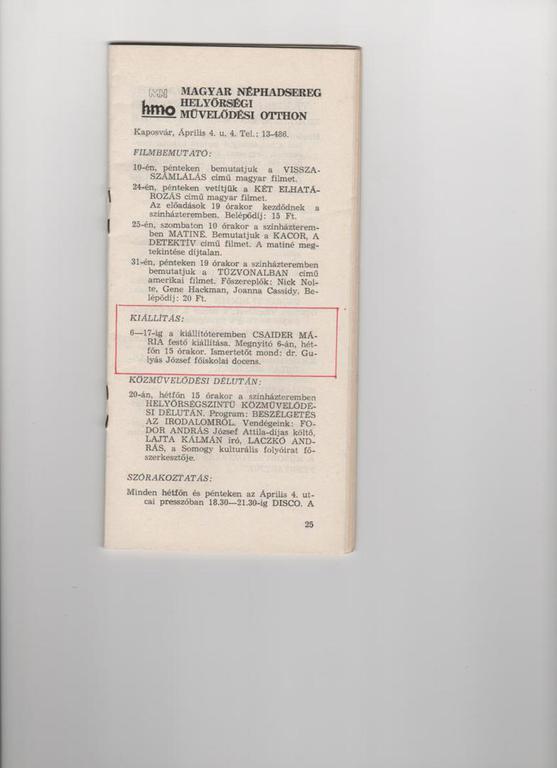 MAGYAR NÉPHADSEREG
HELYŐRSÉGI
hmo MŰVELŐDÉSI OTTHON
Kaposvár, Április 4. u. 4. Tel.: 13-486.
FILMBEMUTATÓ:
10-én, pénteken bemutatjuk a VISSZA-
SZÁMLÁLÁS című magyar filmet.
24-én, pénteken vetítjük a KÉT ELHATÁ-
ROZÁS című magyar filmet.
Az előadások 19 órakor kezdődnek a
színházteremben. Belépődíj: 15 Ft.
25-én, szombaton 10 órakor a színházterem-
ben MATINÉ. Bemutatjuk a KACOR, A
DETEKTÍV című filmet. A matiné meg-
tekintése díjtalan.
31-én, pénteken 19 órakor a színházteremben
bemutatjuk a TŰZVONALBAN című
amerikai filmet. Főszereplők: Nick Nol-
te, Gene Hackman, Joanna Cassidy. Be-
lépődíj: 20 Ft.
KIÁLLÍTÁS:
6—17-ig a kiállítóteremben CSAIDER MÁ-
RIA festő kiállítása. Megnyitó 6-án, hét-
főn 15 órakor. Ismertetőt mond: dr. Gu-
lyás József főiskolai docens.
KÖZMŰVELŐDÉSI DÉLUTÁN:
20-án, hétfőn 15 órakor a színházteremben
HELYŐRSÉGSZINTŰ KÖZMŰVELŐDÉ-
SI DÉLUTÁN. Program: BESZÉLGETÉS
AZ IRODALOMRÓL. Vendégeink: FO-
DOR ANDRÁS József Attila-díjas költő,
LAJTA KÁLMÁN író, LACZKÓ AND-
RÁS, a Somogy kulturális folyóirat fő-
szerkesztője.
SZÓRAKOZTATÁS:
Minden hétfőn és pénteken az Április 4. ut-
cai presszóban 18.30—21.30-ig DISCO. A
25